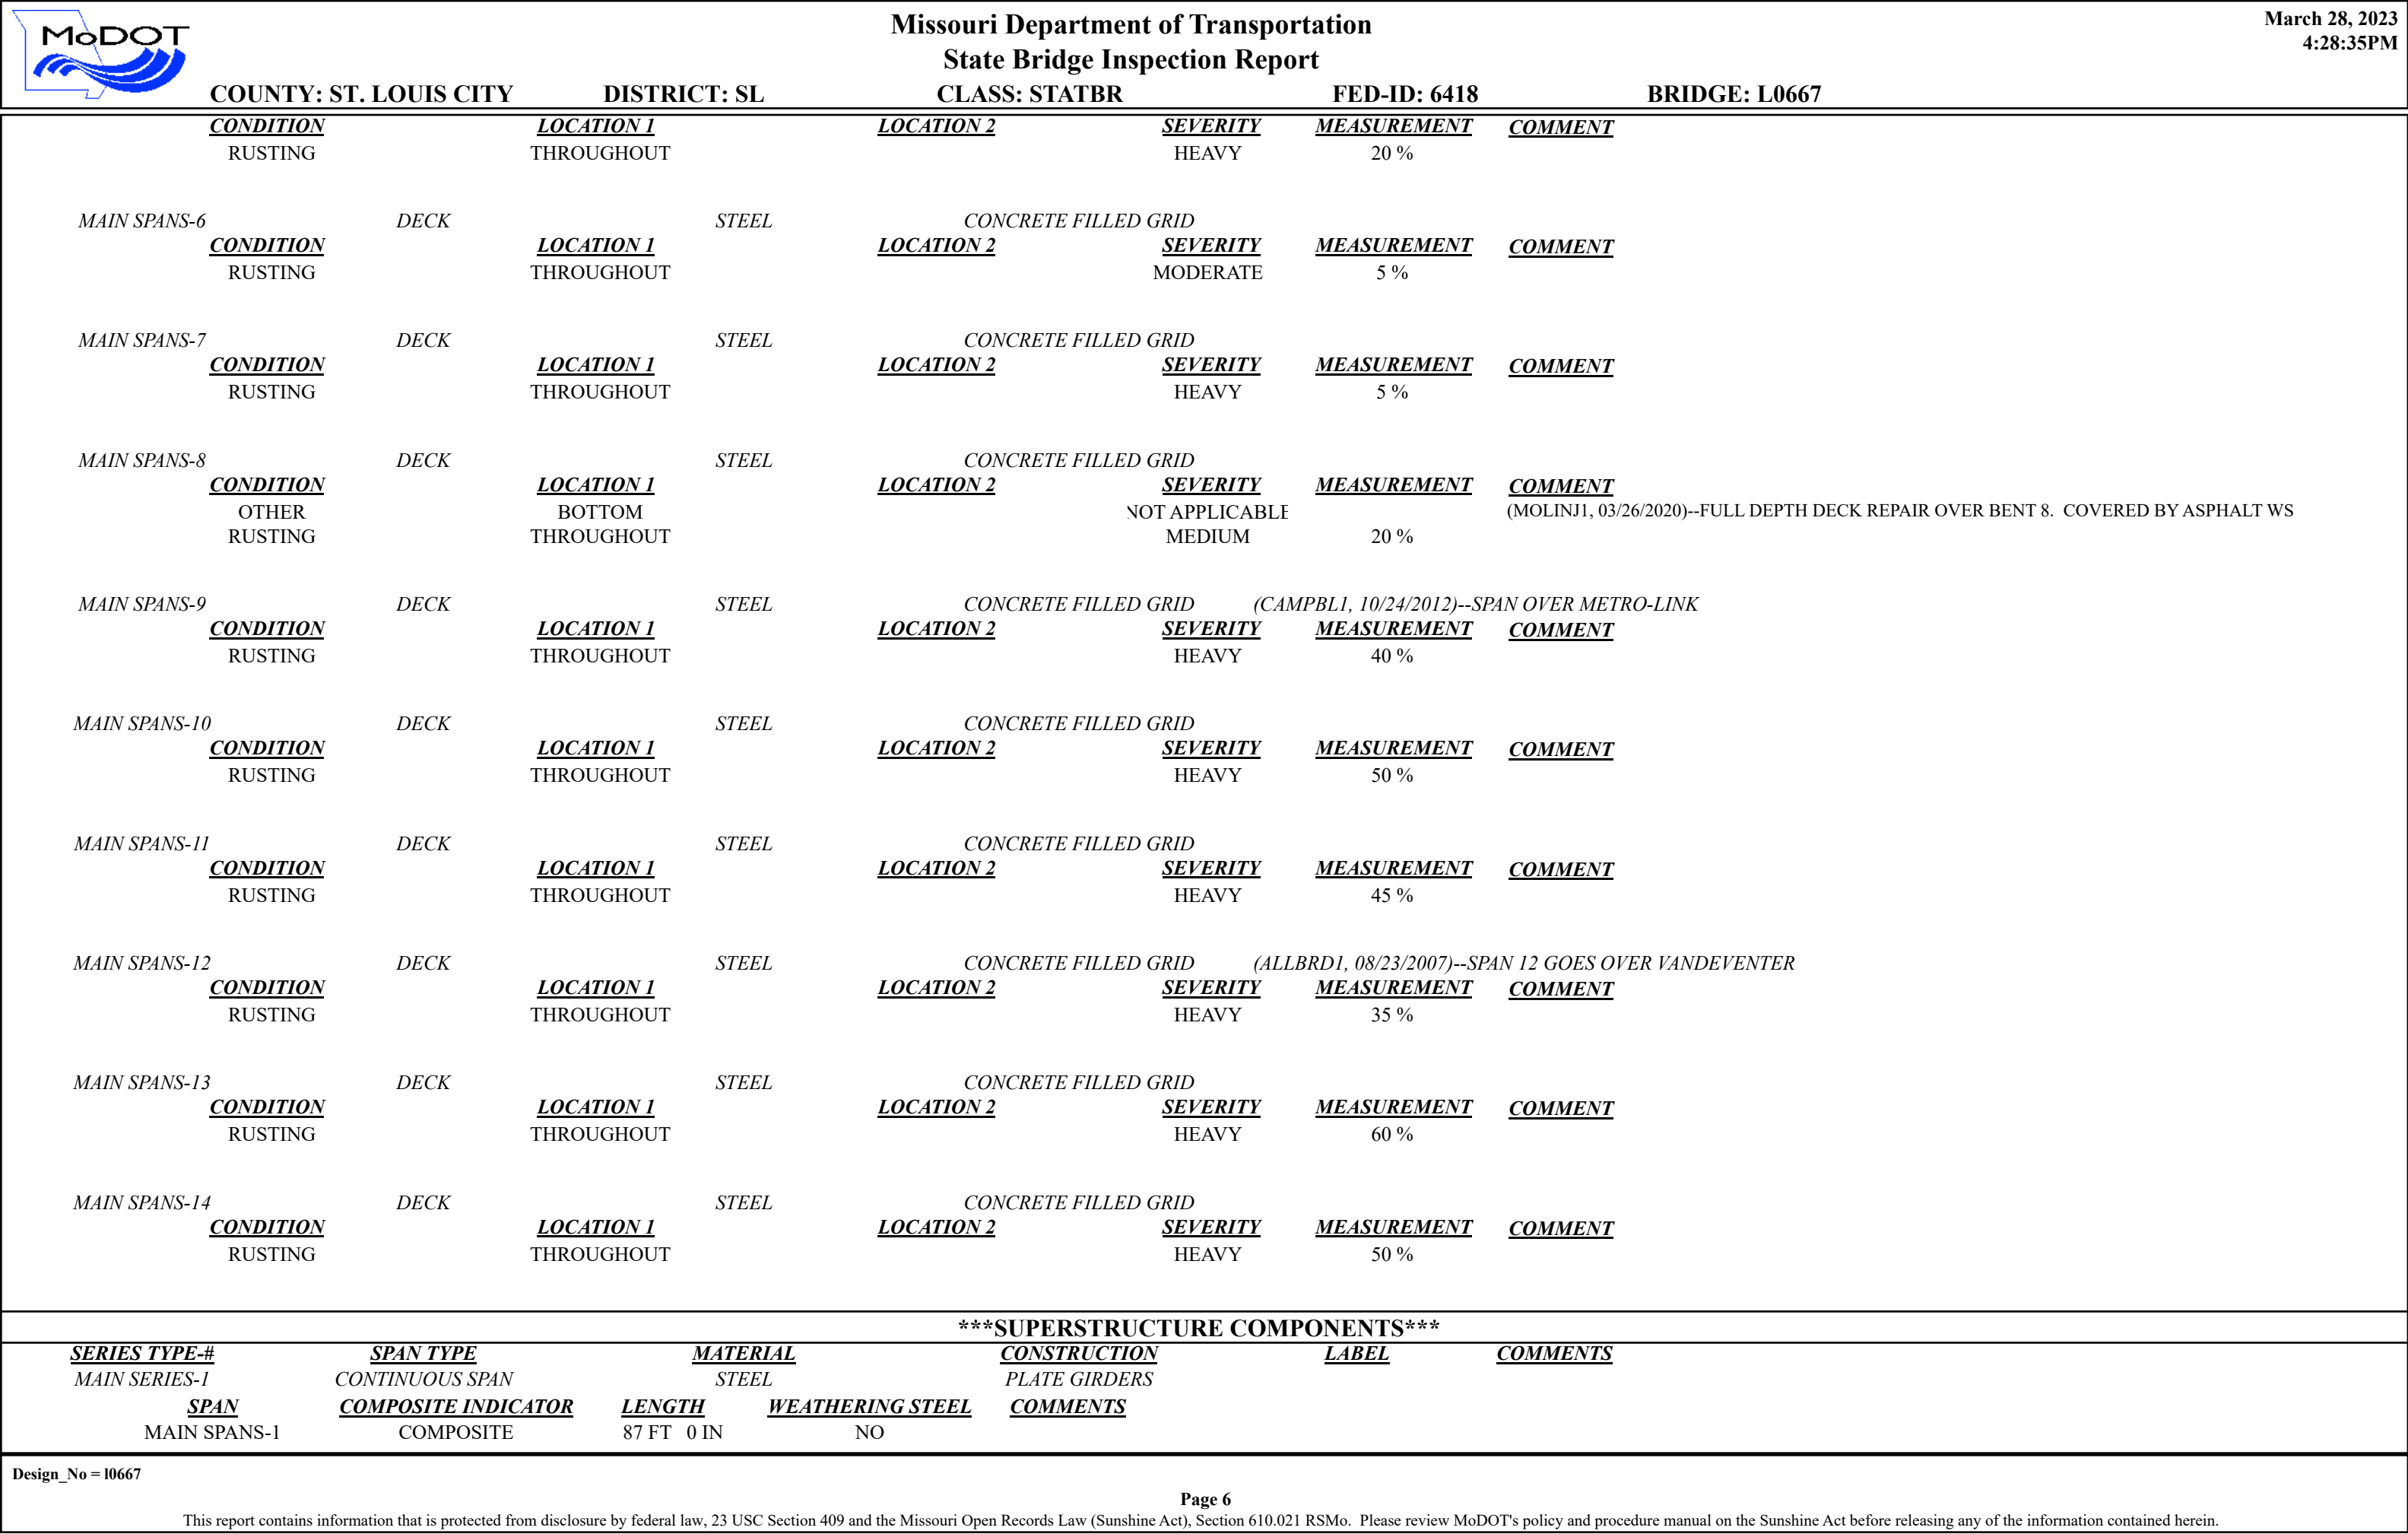 MoDOT
Missouri Department of Transportation
State Bridge Inspection Report
March 28, 2023
4:28:35PM
COUNTY: ST. LOUIS CITY DISTRICT: SL CLASS: STATBR FED-ID: 6418 BRIDGE: L0667
CONDITION LOCATION 1 LOCATION 2 SEVERITY MEASUREMENT COMMENT
RUSTING THROUGHOUT HEAVY 20 %
MAIN SPANS-6 DECK STEEL CONCRETE FILLED GRID
CONDITION LOCATION 1 LOCATION 2 SEVERITY MEASUREMENT COMMENT
RUSTING THROUGHOUT MODERATE 5 %
MAIN SPANS-7 DECK STEEL CONCRETE FILLED GRID
CONDITION LOCATION 1 LOCATION 2 SEVERITY MEASUREMENT COMMENT
RUSTING THROUGHOUT HEAVY 5 %
MAIN SPANS-8 DECK STEEL CONCRETE FILLED GRID
CONDITION LOCATION 1 LOCATION 2 SEVERITY MEASUREMENT COMMENT
OTHER BOTTOM NOT APPLICABLE (MOLINJ1, 03/26/2020)--FULL DEPTH DECK REPAIR OVER BENT 8. COVERED BY ASPHALT WS
RUSTING THROUGHOUT MEDIUM 20 %
MAIN SPANS-9 DECK STEEL CONCRETE FILLED GRID (CAMPBL1, 10/24/2012)--SPAN OVER METRO-LINK
CONDITION LOCATION 1 LOCATION 2 SEVERITY MEASUREMENT COMMENT
RUSTING THROUGHOUT HEAVY 40 %
MAIN SPANS-10 DECK STEEL CONCRETE FILLED GRID
CONDITION LOCATION 1 LOCATION 2 SEVERITY MEASUREMENT COMMENT
RUSTING THROUGHOUT HEAVY 50 %
MAIN SPANS-11 DECK STEEL CONCRETE FILLED GRID
CONDITION LOCATION 1 LOCATION 2 SEVERITY MEASUREMENT COMMENT
RUSTING THROUGHOUT HEAVY 45 %
MAIN SPANS-12 DECK STEEL CONCRETE FILLED GRID (ALLBRD1, 08/23/2007)--SPAN 12 GOES OVER VANDEVENTER
CONDITION LOCATION 1 LOCATION 2 SEVERITY MEASUREMENT COMMENT
RUSTING THROUGHOUT HEAVY 35 %
MAIN SPANS-13 DECK STEEL CONCRETE FILLED GRID
CONDITION LOCATION 1 LOCATION 2 SEVERITY MEASUREMENT COMMENT
RUSTING THROUGHOUT HEAVY 60 %
MAIN SPANS-14 DECK STEEL CONCRETE FILLED GRID
CONDITION LOCATION 1 LOCATION 2 SEVERITY MEASUREMENT COMMENT
RUSTING THROUGHOUT HEAVY 50 %
***SUPERSTRUCTURE COMPONENTS***
SERIES TYPE-# SPAN TYPE MATERIAL CONSTRUCTION LABEL COMMENTS
MAIN SERIES-1 CONTINUOUS SPAN STEEL PLATE GIRDERS
SPAN COMPOSITE INDICATOR LENGTH WEATHERING STEEL COMMENTS
MAIN SPANS-1 COMPOSITE 87 FT 0 IN NO
Design_No = l0667
Page 6
This report contains information that is protected from disclosure by federal law, 23 USC Section 409 and the Missouri Open Records Law (Sunshine Act), Section 610.021 RSMo. Please review MoDOT's policy and procedure manual on the Sunshine Act before releasing any of the information contained herein.